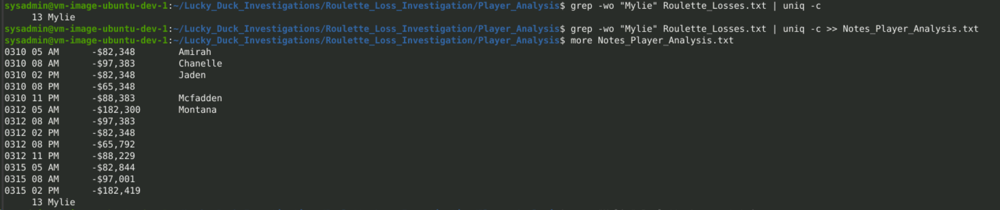 sysadmin@vm-image-ubuntu-dev-1:~/Lucky_Duck_Investigations/Roulette_Loss_Investigation/Player_Analysis$ grep -wo "Mylie" Roulette_Losses.txt | uniq -c
     13 Mylie
sysadmin@vm-image-ubuntu-dev-1:~/Lucky_Duck_Investigations/Roulette_Loss_Investigation/Player_Analysis$ grep -wo "Mylie" Roulette_Losses.txt | uniq -c >> Notes_Player_Analysis.txt
sysadmin@vm-image-ubuntu-dev-1:~/Lucky_Duck_Investigations/Roulette_Loss_Investigation/Player_Analysis$ more Notes_Player_Analysis.txt
0310 05 AM      -$82,348        Amirah
0310 08 AM      -$97,383        Chanelle
0310 02 PM      -$82,348        Jaden
0310 08 PM      -$65,348
0310 11 PM      -$88,383        Mcfadden
0312 05 AM      -$182,300       Montana
0312 08 AM      -$97,383
0312 02 PM      -$82,348
0312 08 PM      -$65,792
0312 11 PM      -$88,229
0315 05 AM      -$82,844
0315 08 AM      -$97,001
0315 02 PM      -$182,419
     13 Mylie